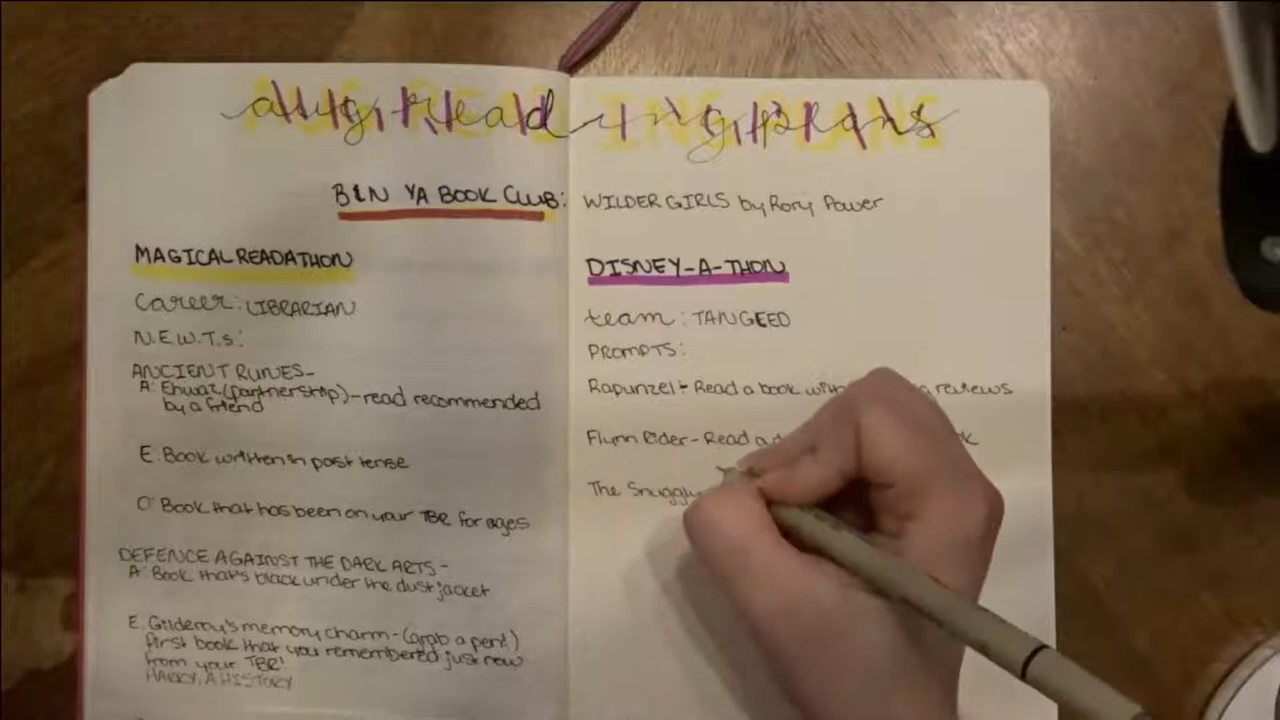 aug. reading plans
B&N YA BOOK CLUB: WILDER GIRLS by Rory Power
MAGICAL READATHON
Career: LIBRARIAN
N.E.W.T.s:
ANCIENT RUNES-
A: Ehwaz (partnership) - read recommended
by a friend
E: Book written in past tense
O: Book that has been on your TBR for ages
DEFENCE AGAINST THE DARK ARTS-
A: Book that's black under the dust jacket
E: Gilderoy's memory charm - (grab a pen!)
first book that you remembered just now
from your TBR!
HARRY, A HISTORY
DISNEY-A-THON
team: TANGLED
PROMPTS:
Rapunzel - Read a book with reviews
Flynn Rider - Read a
The Snuggly